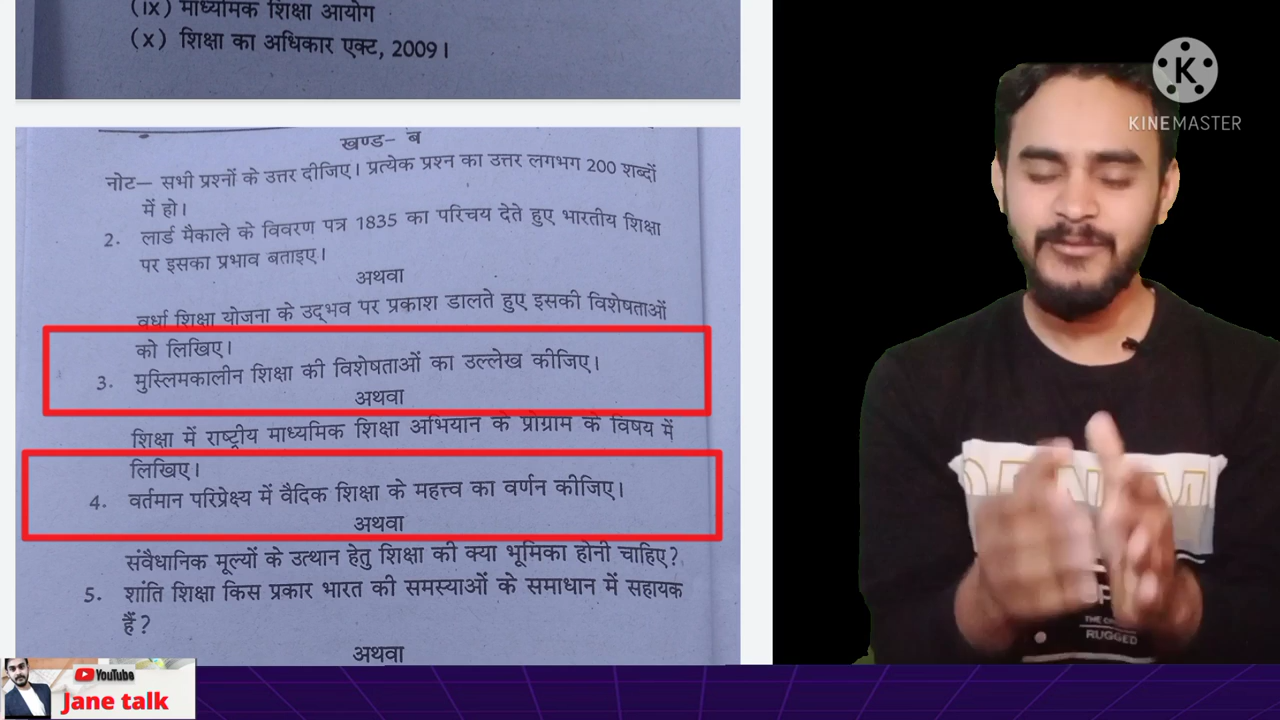 (ix) माध्यमिक शिक्षा आयोग
(x) शिक्षा का अधिकार एक्ट, 2009।
खण्ड- ब
नोट— सभी प्रश्नों के उत्तर दीजिए। प्रत्येक प्रश्न का उत्तर लगभग 200 शब्दों
में हो।
2. लार्ड मैकाले के विवरण पत्र 1835 का परिचय देते हुए भारतीय शिक्षा
पर इसका प्रभाव बताइए।
अथवा
वर्धा शिक्षा योजना के उद्भव पर प्रकाश डालते हुए इसकी विशेषताओं
को लिखिए।
3. मुस्लिमकालीन शिक्षा की विशेषताओं का उल्लेख कीजिए।
अथवा
शिक्षा में राष्ट्रीय माध्यमिक शिक्षा अभियान के प्रोग्राम के विषय में
लिखिए।
4. वर्तमान परिप्रेक्ष्य में वैदिक शिक्षा के महत्त्व का वर्णन कीजिए।
अथवा
संवैधानिक मूल्यों के उत्थान हेतु शिक्षा की क्या भूमिका होनी चाहिए?
5. शांति शिक्षा किस प्रकार भारत की समस्याओं के समाधान में सहायक
हैं?
अथवा
K
KINEMASTER
THE
RUGGED
YouTube
Jane talk